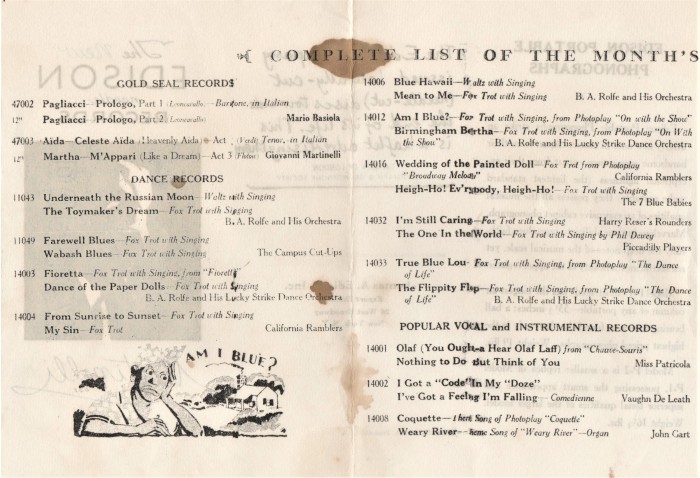 COMPLETE LIST OF THE MONTH'S
GOLD SEAL RECORDS
47002 Pagliacci—Prologo, Part 1 (Leoncavallo)—Baritone, in Italian
12" Pagliacci—Prologo, Part 2 (Leoncavallo) Mario Basiola
47003 Aïda—Celeste Aïda (Heavenly Aida)—Act 1 (Verdi) Tenor, in Italian
12" Martha—M'Appari (Like a Dream)—Act 3 (Flotow) Giovanni Martinelli
DANCE RECORDS
11043 Underneath the Russian Moon—Waltz with Singing
The Toymaker's Dream—Fox Trot with Singing
B. A. Rolfe and His Orchestra
11049 Farewell Blues—Fox Trot with Singing
Wabash Blues—Fox Trot with Singing The Campus Cut-Ups
14003 Fioretta—Fox Trot with Singing, from "Fioretta"
Dance of the Paper Dolls—Fox Trot with Singing
B. A. Rolfe and His Lucky Strike Dance Orchestra
14004 From Sunrise to Sunset—Fox Trot with Singing
My Sin—Fox Trot California Ramblers
AM I BLUE?
14006 Blue Hawaii—Waltz with Singing
Mean to Me—Fox Trot with Singing B. A. Rolfe and His Orchestra
14012 Am I Blue?—Fox Trot with Singing, from Photoplay "On with the Show"
Birmingham Bertha—Fox Trot with Singing, from Photoplay "On With
the Show" B. A. Rolfe and His Lucky Strike Dance Orchestra
14016 Wedding of the Painted Doll—Fox Trot from Photoplay
"Broadway Melody" California Ramblers
Heigh-Ho! Ev'rybody, Heigh-Ho!—Fox Trot with Singing
The 7 Blue Babies
14032 I'm Still Caring—Fox Trot with Singing Harry Reser's Rounders
The One In the World—Fox Trot with Singing by Phil Dewey
Piccadilly Players
14033 True Blue Lou—Fox Trot with Singing, from Photoplay "The Dance
of Life"
The Flippity Flop—Fox Trot with Singing, from Photoplay "The Dance
of Life" B. A. Rolfe and His Lucky Strike Dance Orchestra
POPULAR VOCAL and INSTRUMENTAL RECORDS
14001 Olaf (You Ought-a Hear Olaf Laff) from "Chauve-Souris"
Nothing to Do But Think of You Miss Patricola
14002 I Got a "Code" In My "Doze"
I've Got a Feeling I'm Falling—Comedienne Vaughn De Leath
14008 Coquette—Theme Song of Photoplay "Coquette"
Weary River—Theme Song of "Weary River"—Organ John Gart